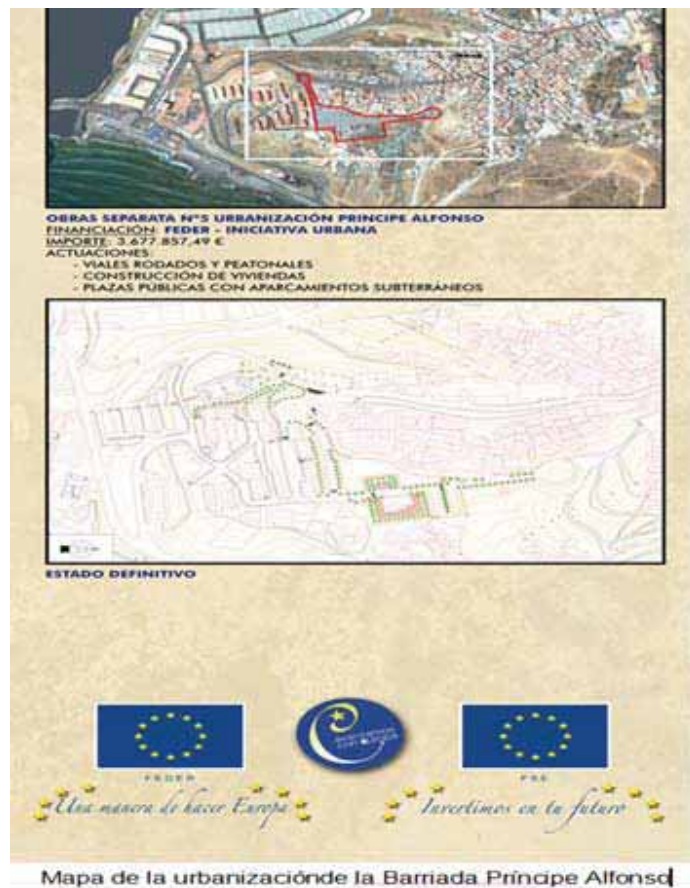 OBRAS SEPARATA Nº5 URBANIZACIÓN PRINCIPE ALFONSO
FINANCIACIÓN: FEDER - INICIATIVA URBANA
IMPORTE: 3.677.857,49 €
ACTUACIONES:
- VIALES RODADOS Y PEATONALES
- CONSTRUCCIÓN DE VIVIENDAS
- PLAZAS PÚBLICAS CON APARCAMIENTOS SUBTERRÁNEOS
ESTADO DEFINITIVO
FEDER
FSE
Una manera de hacer Europa
Invertimos en tu futuro
Mapa de la urbanizaciónde la Barriada Príncipe Alfonso